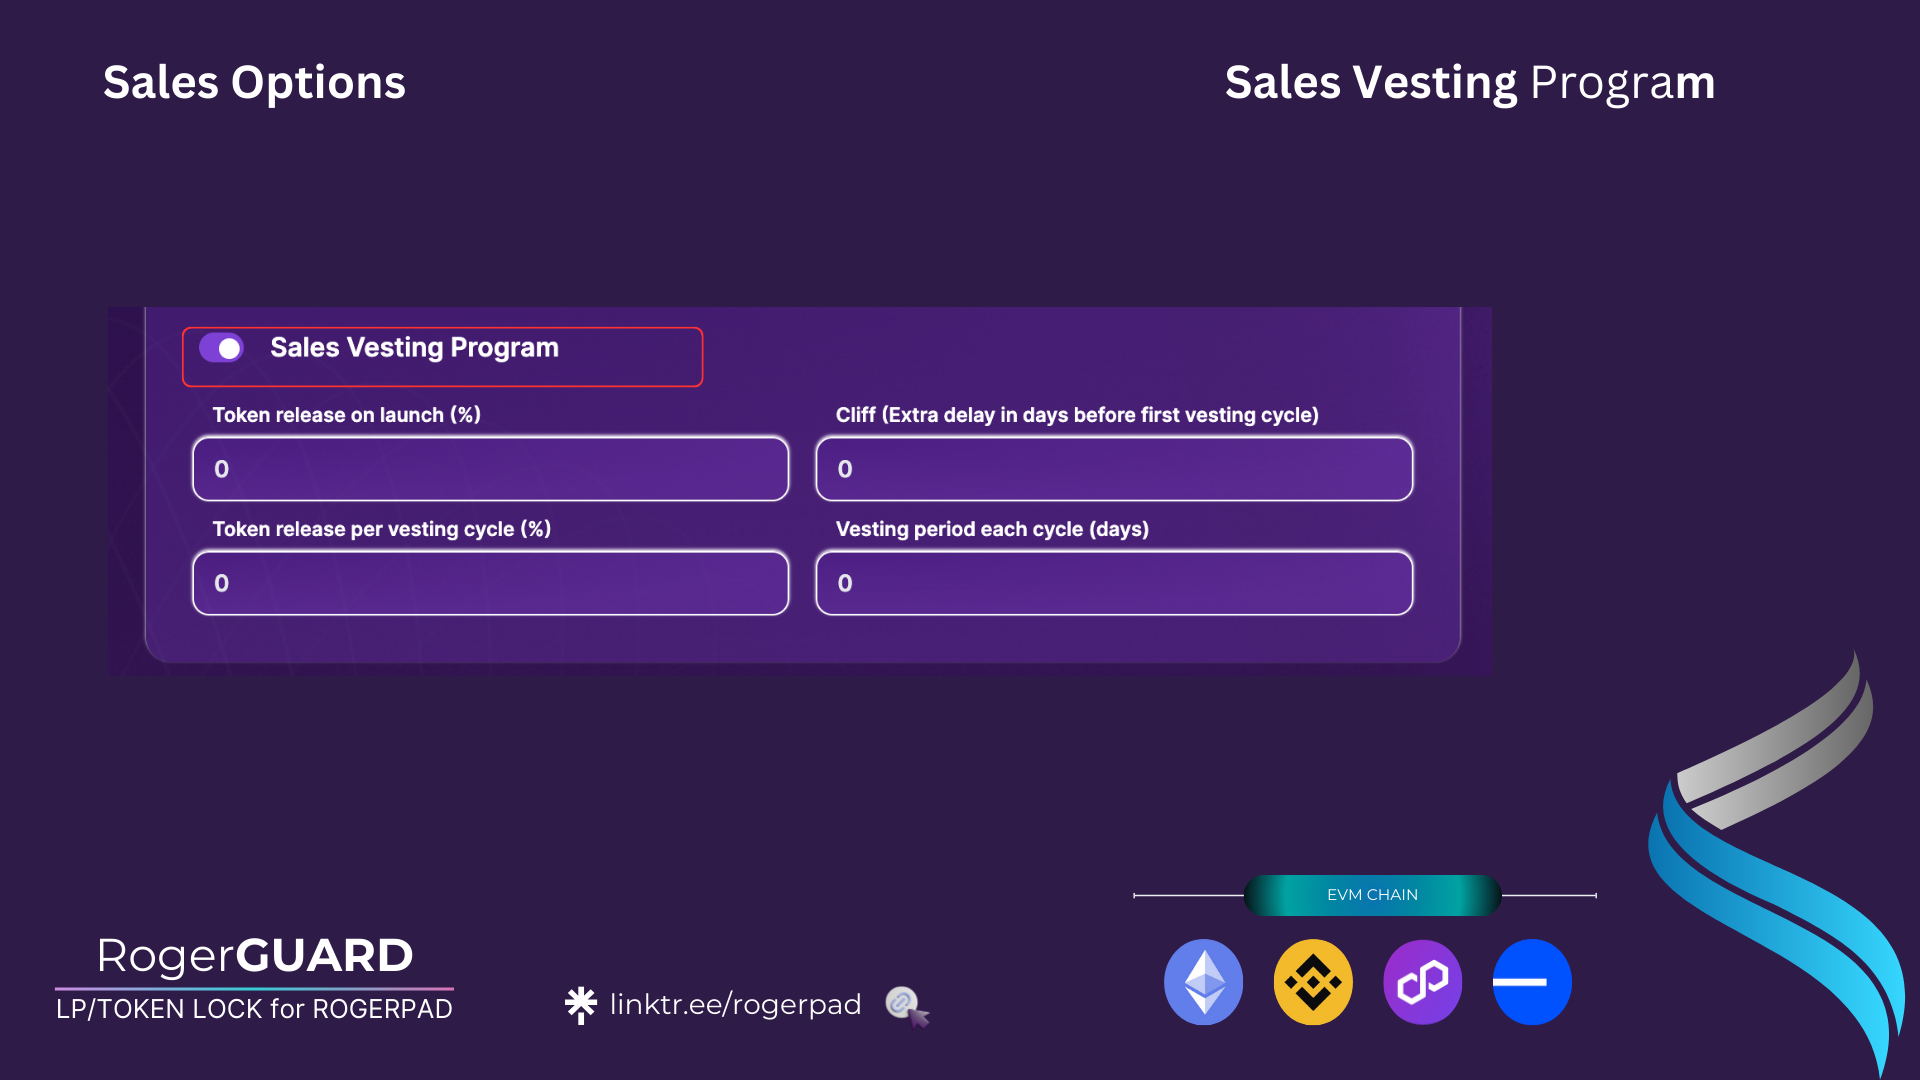 Sales Options
Sales Vesting Program
Sales Vesting Program
Token release on launch (%)
Cliff (Extra delay in days before first vesting cycle)
0
0
Token release per vesting cycle (%)
Vesting period each cycle (days)
0
0
EVM CHAIN
RogerGUARD
LP/TOKEN LOCK for ROGERPAD
linktr.ee/rogerpad